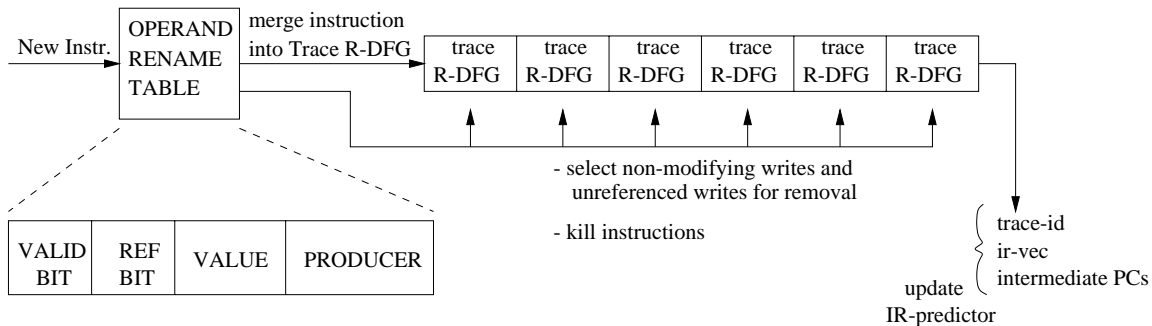 New Instr.
OPERAND
RENAME
TABLE
merge instruction
into Trace R-DFG
trace
R-DFG
trace
R-DFG
trace
R-DFG
trace
R-DFG
trace
R-DFG
trace
R-DFG
- select non-modifying writes and
unreferenced writes for removal
- kill instructions
VALID
BIT
REF
BIT
VALUE
PRODUCER
trace-id
ir-vec
intermediate PCs
update
IR-predictor